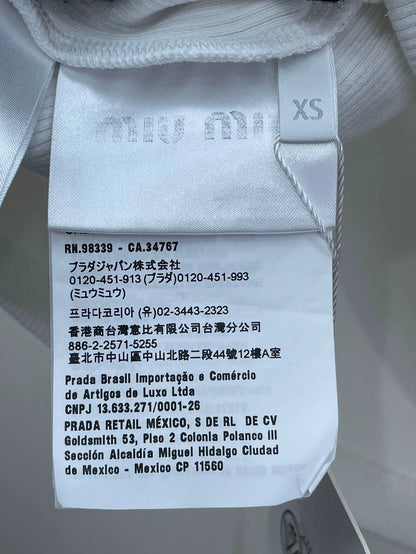 miu miu
XS
RN.98339 - CA.34767
プラダジャパン株式会社
0120-451-913 (プラダ)0120-451-993
(ミュウミュウ)
프라다코리아 (유)02-3443-2323
香港商台灣意比有限公司台灣分公司
886-2-2571-5255
臺北市中山區中山北路二段44號12樓A室
Prada Brasil Importação e Comércio
de Artigos de Luxo Ltda
CNPJ 13.633.271/0001-26
PRADA RETAIL MÉXICO, S DE RL DE CV
Goldsmith 53, Piso 2 Colonia Polanco III
Sección Alcaldía Miguel Hidalgo Ciudad
de Mexico - Mexico CP 11560